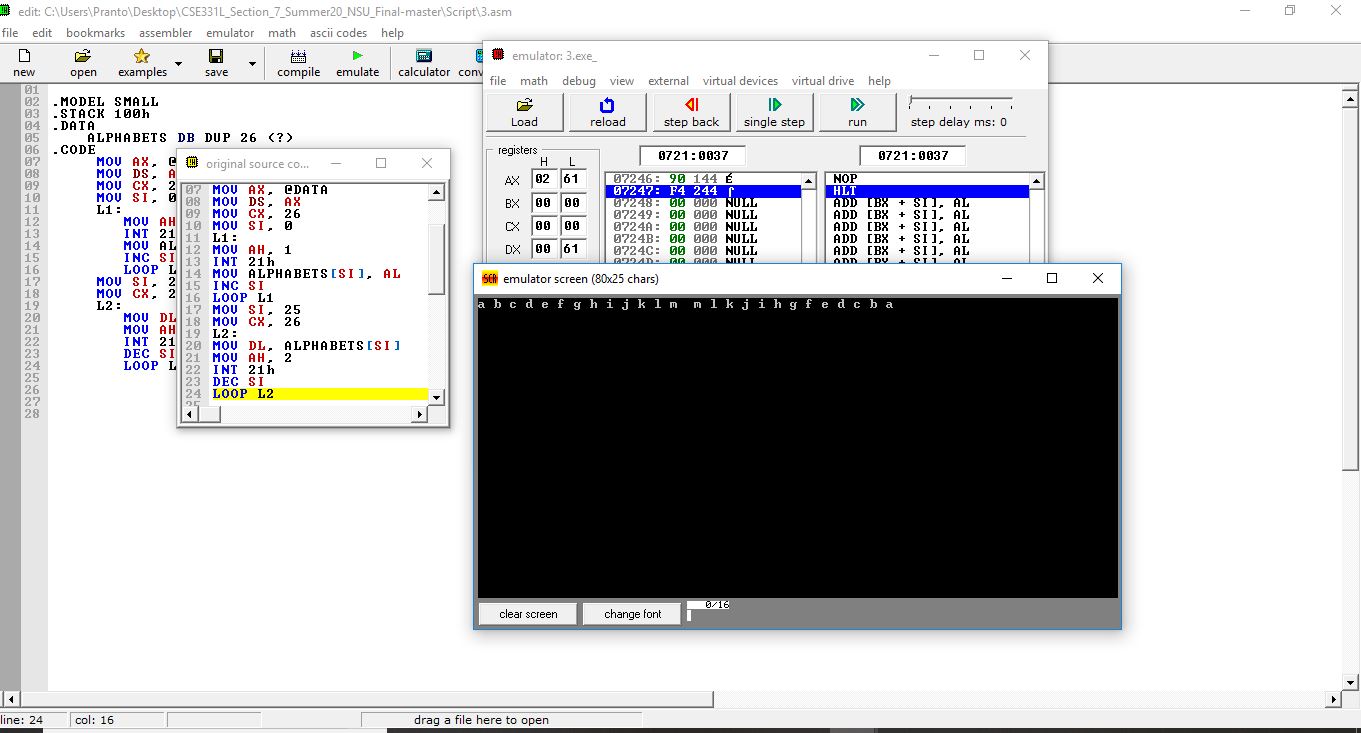 edit: C:\Users\Pranto\Desktop\CSE331L_Section_7_Summer20_NSU_Final-master\Script\3.asm
file edit bookmarks assembler emulator math ascii codes help
new open examples save compile emulate calculator conv
01
02 .MODEL SMALL
03 .STACK 100h
04 .DATA
05 ALPHABETS DB DUP 26 (?)
06 .CODE
07 MOV AX, @
08 MOV DS, A
09 MOV CX, 2
10 MOV SI, 0
11 L1:
12 MOV AH
13 INT 21
14 MOV AL
15 INC SI
16 LOOP L
17 MOV SI, 2
18 MOV CX, 2
19 L2:
20 MOV DL
21 MOV AH
22 INT 21
23 DEC SI
24 LOOP L
25
26
27
28
original source co...
07 MOV AX, @DATA
08 MOV DS, AX
09 MOV CX, 26
10 MOV SI, 0
11 L1:
12 MOV AH, 1
13 INT 21h
14 MOV ALPHABETS[SI], AL
15 INC SI
16 LOOP L1
17 MOV SI, 25
18 MOV CX, 26
19 L2:
20 MOV DL, ALPHABETS[SI]
21 MOV AH, 2
22 INT 21h
23 DEC SI
24 LOOP L2
25
emulator: 3.exe_
file math debug view external virtual devices virtual drive help
Load reload step back single step run step delay ms: 0
registers
H L
AX 02 61
BX 00 00
CX 00 00
DX 00 61
0721:0037 0721:0037
07246: 90 144 É
07247: F4 244 ⌠
07248: 00 000 NULL
07249: 00 000 NULL
0724A: 00 000 NULL
0724B: 00 000 NULL
0724C: 00 000 NULL
0724D: 00 000 NULL
NOP
HLT
ADD [BX + SI], AL
ADD [BX + SI], AL
ADD [BX + SI], AL
ADD [BX + SI], AL
ADD [BX + SI], AL
ADD [BX + SI], AL
SCR emulator screen (80x25 chars)
a b c d e f g h i j k l m  m l k j i h g f e d c b a
clear screen change font 0/16
line: 24 col: 16 drag a file here to open